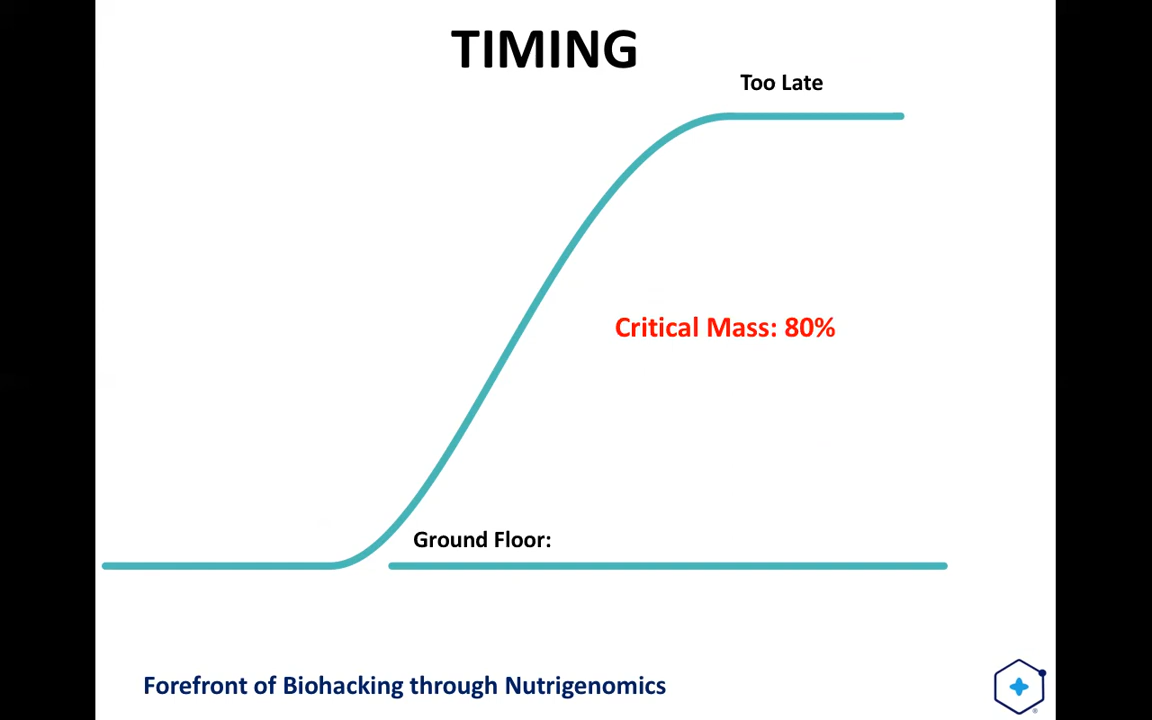 TIMING
Too Late
Critical Mass: 80%
Ground Floor:
Forefront of Biohacking through Nutrigenomics
®